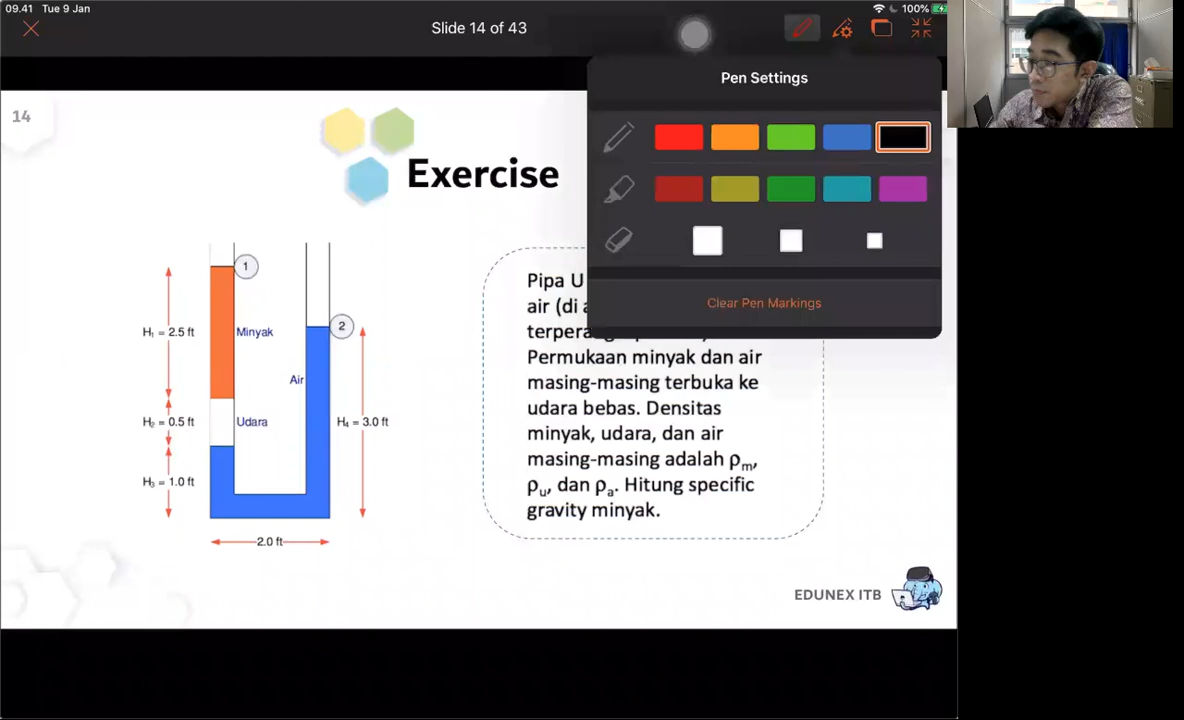 09.41 Tue 9 Jan
100%
Slide 14 of 43
Pen Settings
Clear Pen Markings
14
Exercise
1
2
H₁ = 2.5 ft
Minyak
Air
H₂ = 0.5 ft
Udara
H₄ = 3.0 ft
H₃ = 1.0 ft
2.0 ft
Pipa U
air (di
Permukaan minyak dan air
masing-masing terbuka ke
udara bebas. Densitas
minyak, udara, dan air
masing-masing adalah ρₘ,
ρᵤ, dan ρₐ. Hitung specific
gravity minyak.
EDUNEX ITB